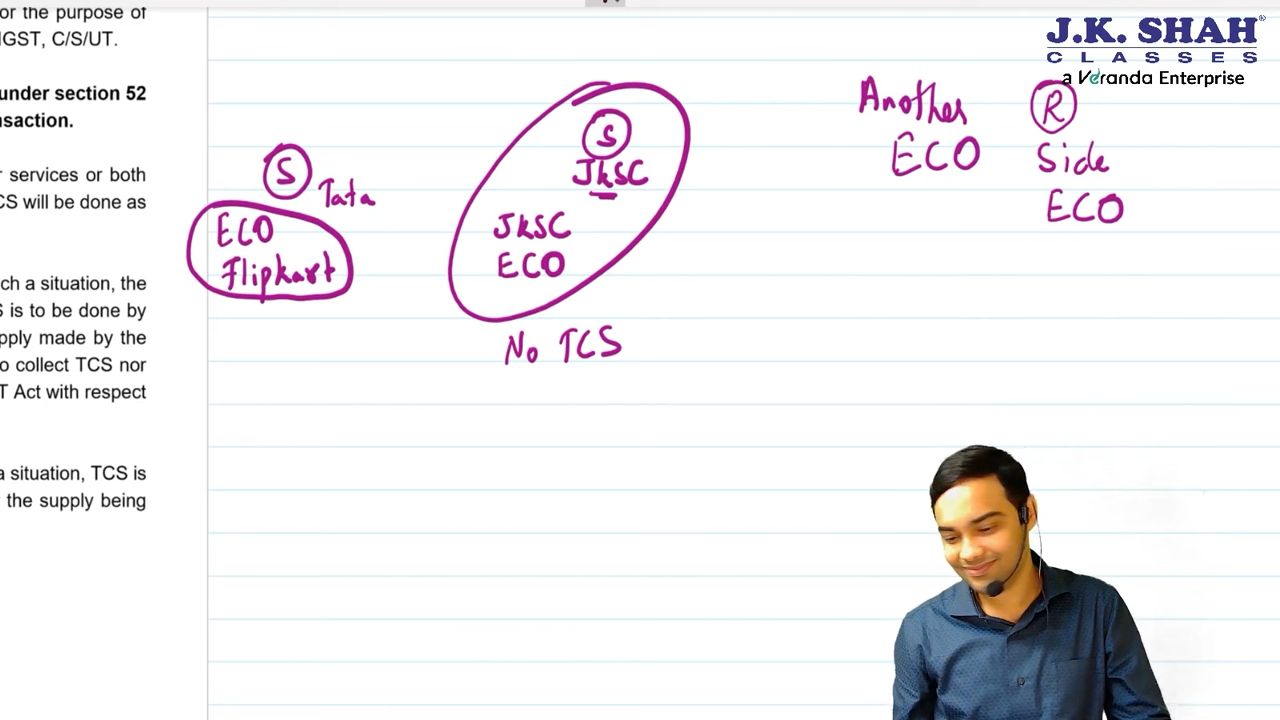 or the purpose of
IGST, C/S/UT.
under section 52
nsaction.
r services or both
CS will be done as
ch a situation, the
S is to be done by
pply made by the
o collect TCS nor
T Act with respect
a situation, TCS is
the supply being
S
Tata
ECO
Flipkart
S
JKSC
JKSC
ECO
No TCS
Another
ECO
R
Side
ECO
J.K. SHAH®
CLASSES
a Veranda Enterprise